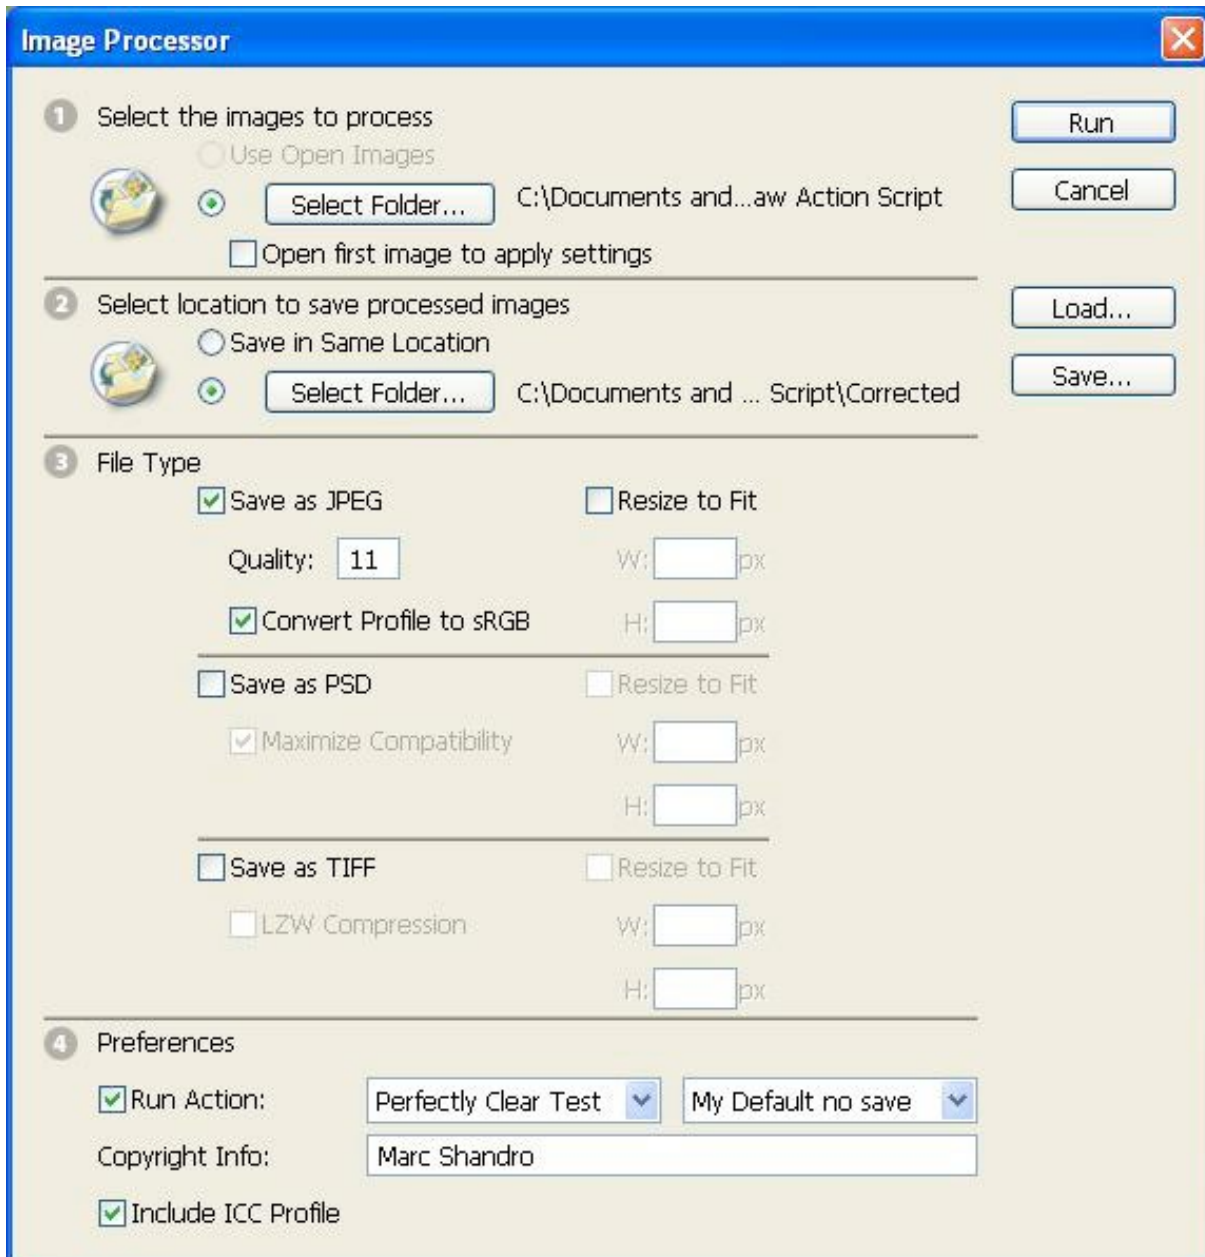 Image Processor
1 Select the images to process
Use Open Images
Select Folder... C:\Documents and...aw Action Script
Open first image to apply settings
Run
Cancel
2 Select location to save processed images
Save in Same Location
Select Folder... C:\Documents and ... Script\Corrected
Load...
Save...
3 File Type
Save as JPEG Resize to Fit
Quality: 11 W: px
Convert Profile to sRGB H: px
Save as PSD Resize to Fit
Maximize Compatibility W: px
H: px
Save as TIFF Resize to Fit
LZW Compression W: px
H: px
4 Preferences
Run Action: Perfectly Clear Test My Default no save
Copyright Info: Marc Shandro
Include ICC Profile